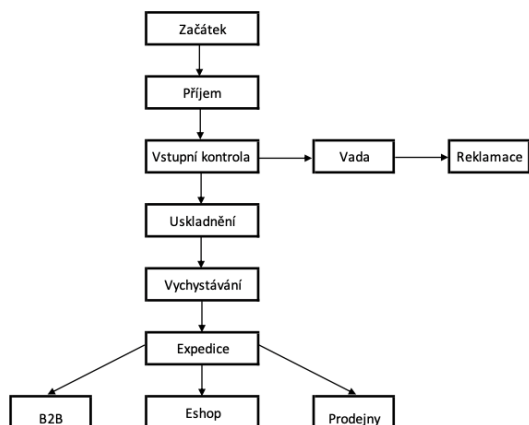 Začátek
Příjem
Vstupní kontrola
Vada
Reklamace
Uskladnění
Vychystávání
Expedice
B2B
Eshop
Prodejny